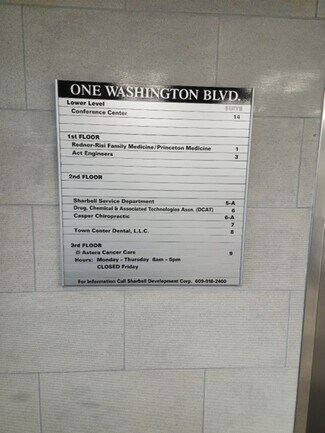 ONE WASHINGTON BLVD.
Lower Level SUITE
Conference Center 14
1st FLOOR
Rednor-Risi Family Medicine/Princeton Medicine 1
Act Engineers 3
2nd FLOOR
Sharbell Service Department 5-A
Drug, Chemical & Associated Technologies Assn. (DCAT) 6
Casper Chiropractic 6-A
7
Town Center Dental, L.L.C. 8
3rd FLOOR
Astera Cancer Care 9
Hours: Monday - Thursday 8am - 5pm
CLOSED Friday
For Information Call Sharbell Development Corp. 609-918-2400